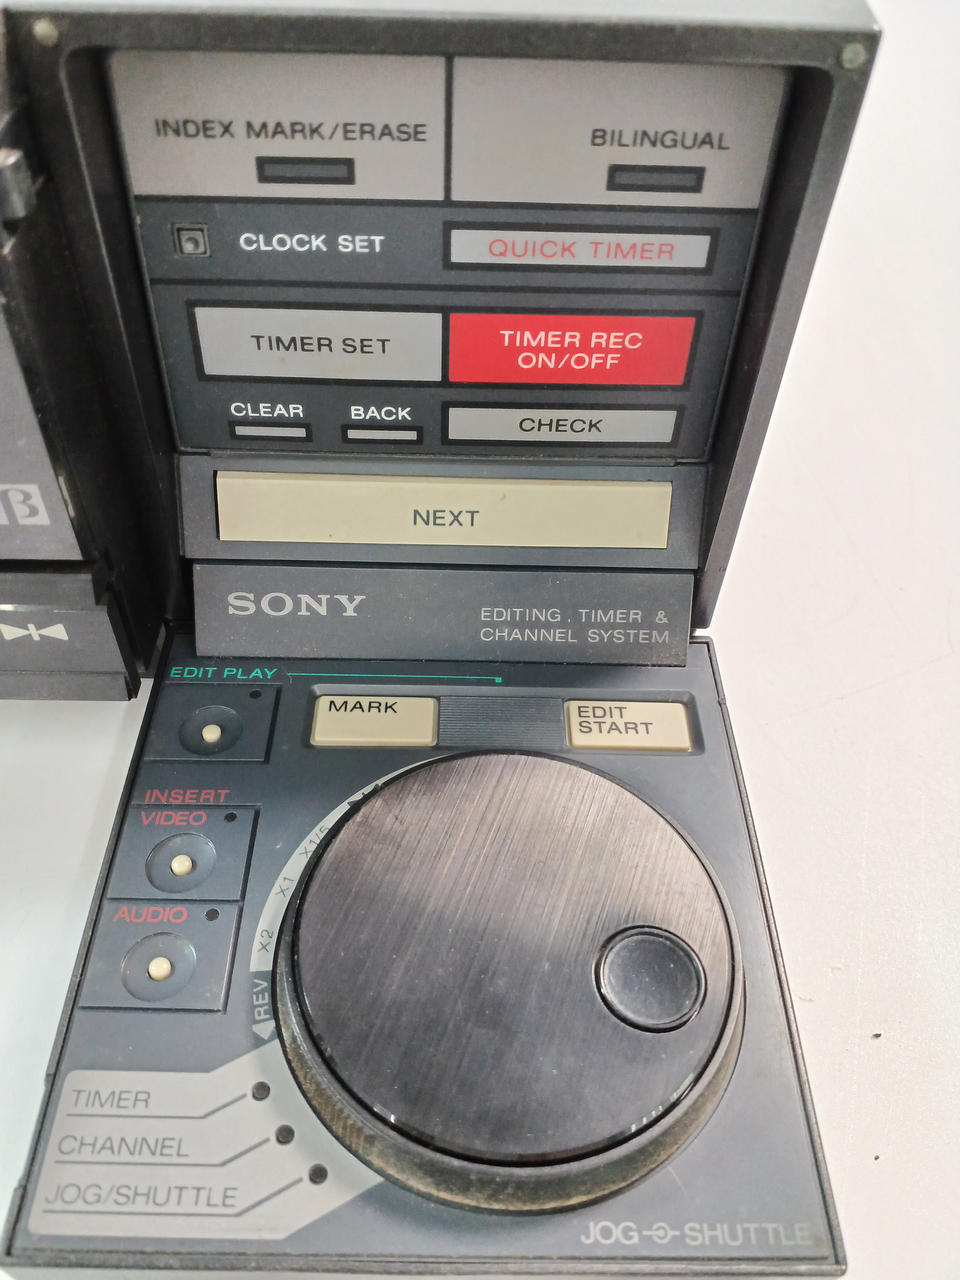 INDEX MARK/ERASE
BILINGUAL
CLOCK SET
QUICK TIMER
TIMER SET
TIMER REC
ON/OFF
CLEAR
BACK
CHECK
β
NEXT
SONY
EDITING, TIMER &
CHANNEL SYSTEM
EDIT PLAY
MARK
EDIT
START
INSERT
VIDEO
AUDIO
X1/5
X1
X2
REV
TIMER
CHANNEL
JOG/SHUTTLE
JOG SHUTTLE